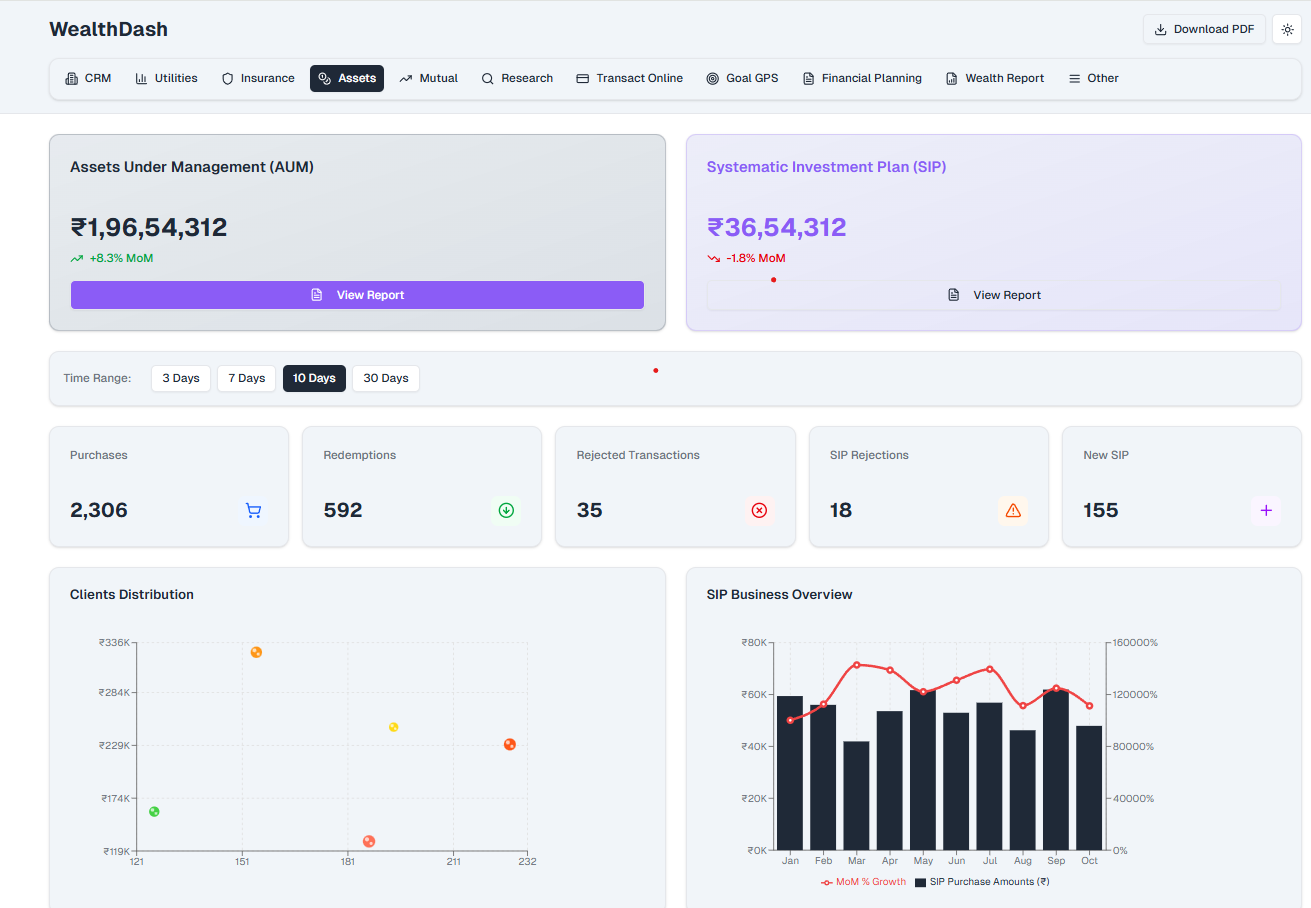 WealthDash
Download PDF
CRM Utilities Insurance Assets Mutual Research Transact Online Goal GPS Financial Planning Wealth Report Other
Assets Under Management (AUM)
₹1,96,54,312
+8.3% MoM
View Report
Systematic Investment Plan (SIP)
₹36,54,312
-1.8% MoM
View Report
Time Range: 3 Days 7 Days 10 Days 30 Days
Purchases
2,306
Redemptions
592
Rejected Transactions
35
SIP Rejections
18
New SIP
155
Clients Distribution
₹336K
₹284K
₹229K
₹174K
₹119K
121 151 181 211 232
SIP Business Overview
₹80K 160000%
₹60K 120000%
₹40K 80000%
₹20K 40000%
₹0K 0%
Jan Feb Mar Apr May Jun Jul Aug Sep Oct
MoM % Growth SIP Purchase Amounts (₹)